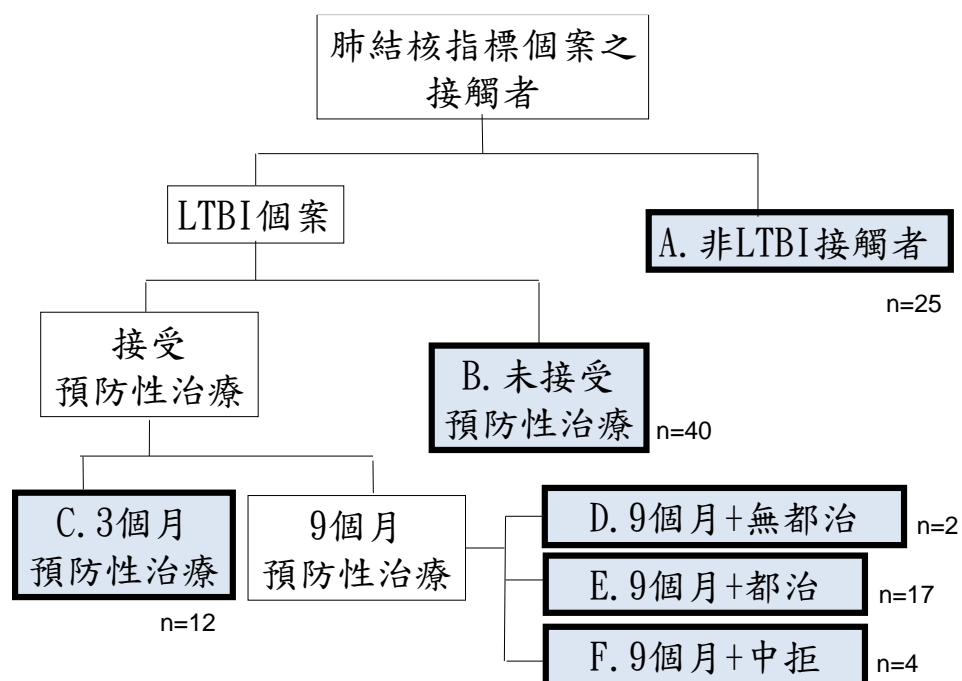 肺結核指標個案之
接觸者
LTBI個案
A.非LTBI接觸者
n=25
接受
預防性治療
B.未接受
預防性治療
n=40
C.3個月
預防性治療
n=12
9個月
預防性治療
D.9個月+無都治
n=2
E.9個月+都治
n=17
F.9個月+中拒
n=4